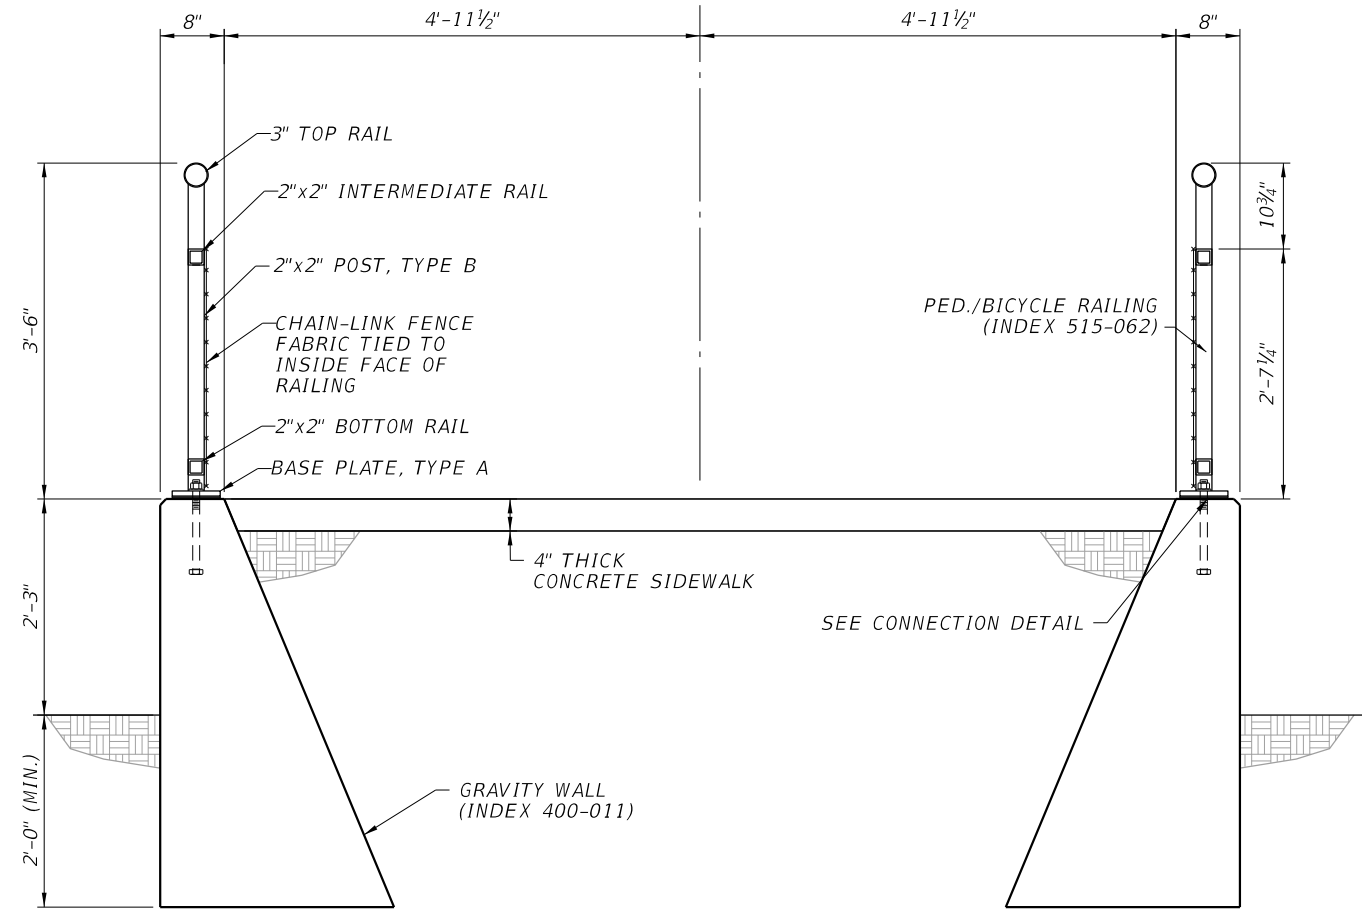 8"
4'-11½"
4'-11½"
8"
3" TOP RAIL
2"x2" INTERMEDIATE RAIL
2"x2" POST, TYPE B
CHAIN-LINK FENCE
FABRIC TIED TO
INSIDE FACE OF
RAILING
2"x2" BOTTOM RAIL
BASE PLATE, TYPE A
3'-6"
10¾"
PED./BICYCLE RAILING
(INDEX 515-062)
2'-7¼"
4" THICK
CONCRETE SIDEWALK
2'-3"
SEE CONNECTION DETAIL
GRAVITY WALL
(INDEX 400-011)
2'-0" (MIN.)